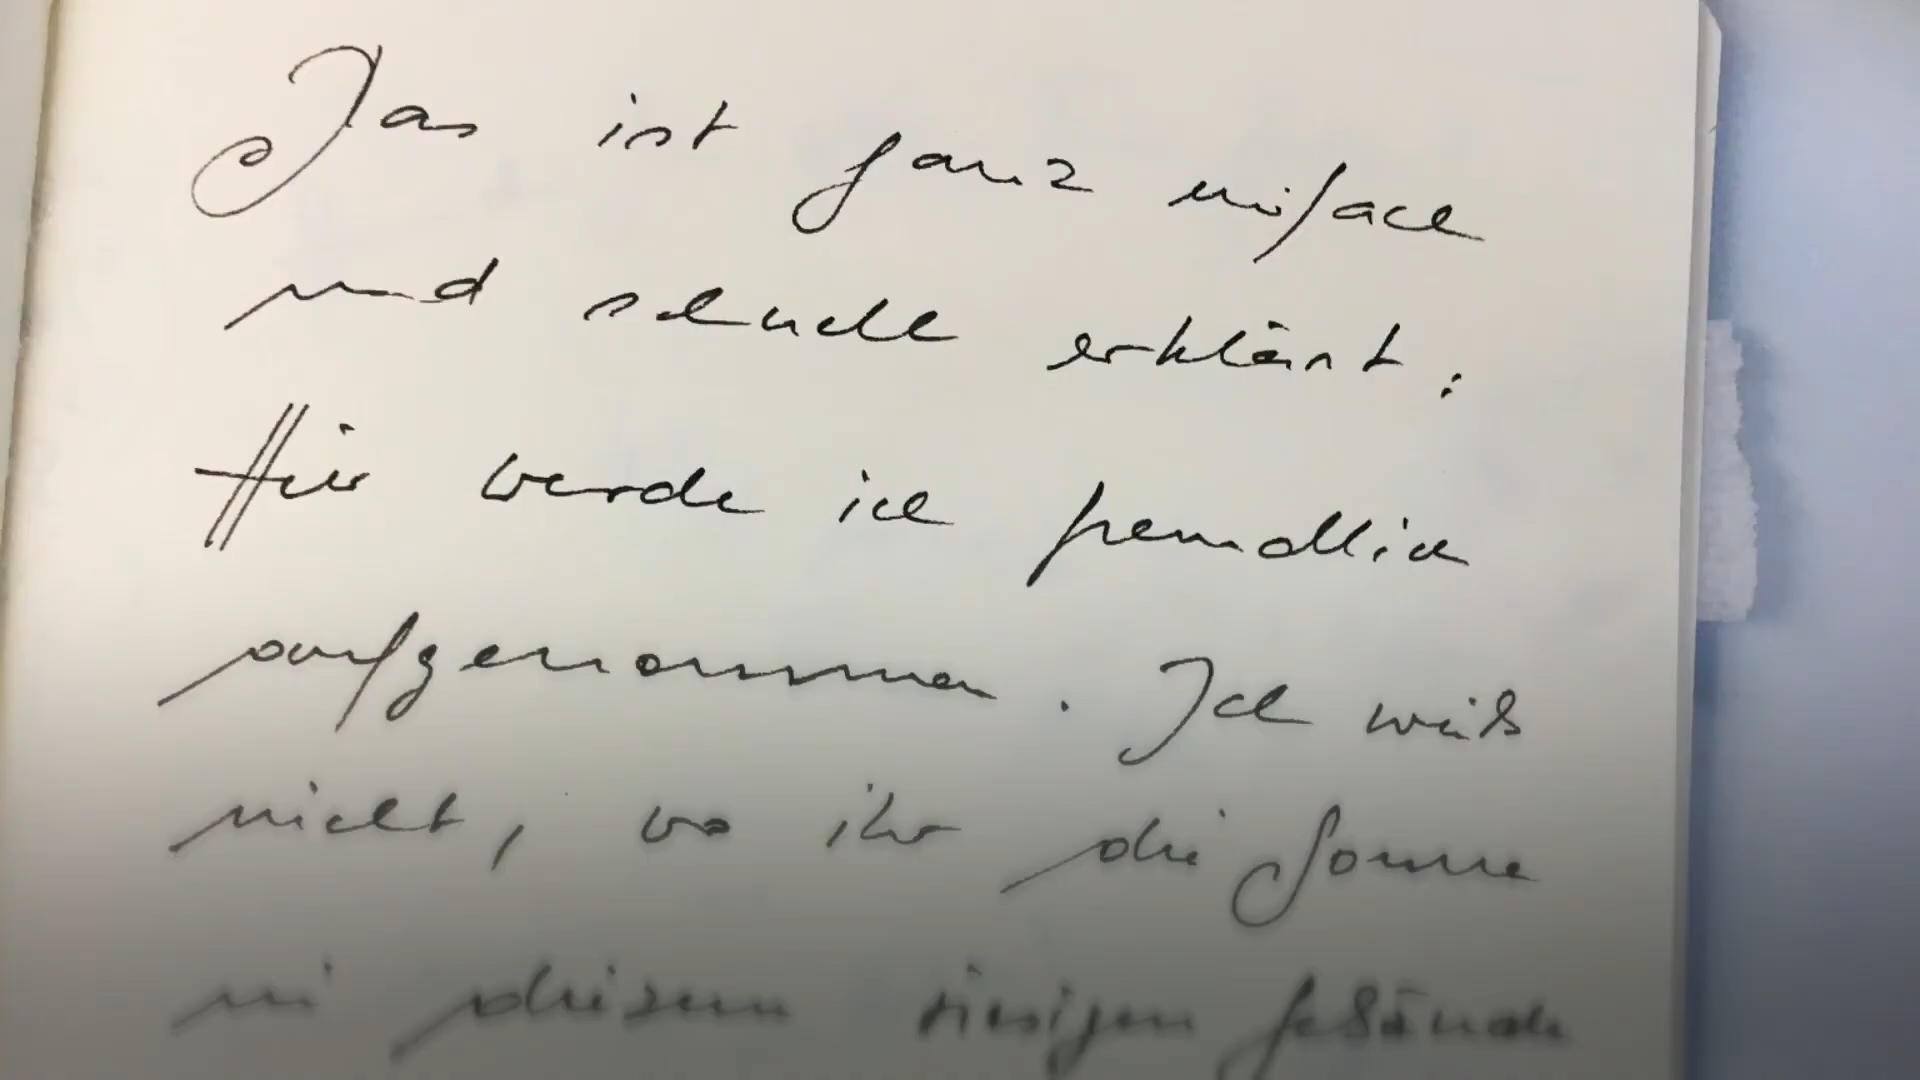 Das ist ganz einfach
und schnell erklärt:
Hier werde ich freundlich
aufgenommen. Ich weiß
nicht, wo ihr die Sonne
in diesem riesigen Gebäude